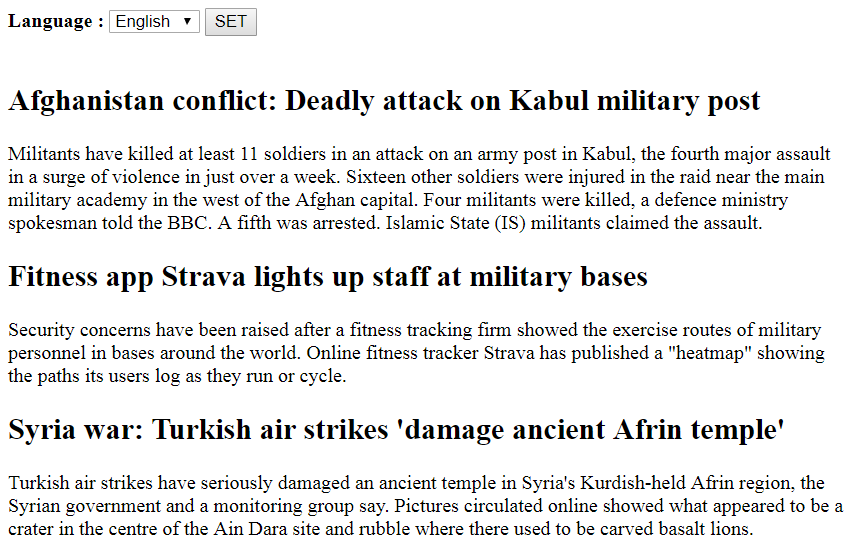 Language : English ▼ SET
Afghanistan conflict: Deadly attack on Kabul military post
Militants have killed at least 11 soldiers in an attack on an army post in Kabul, the fourth major assault
in a surge of violence in just over a week. Sixteen other soldiers were injured in the raid near the main
military academy in the west of the Afghan capital. Four militants were killed, a defence ministry
spokesman told the BBC. A fifth was arrested. Islamic State (IS) militants claimed the assault.
Fitness app Strava lights up staff at military bases
Security concerns have been raised after a fitness tracking firm showed the exercise routes of military
personnel in bases around the world. Online fitness tracker Strava has published a "heatmap" showing
the paths its users log as they run or cycle.
Syria war: Turkish air strikes 'damage ancient Afrin temple'
Turkish air strikes have seriously damaged an ancient temple in Syria's Kurdish-held Afrin region, the
Syrian government and a monitoring group say. Pictures circulated online showed what appeared to be a
crater in the centre of the Ain Dara site and rubble where there used to be carved basalt lions.